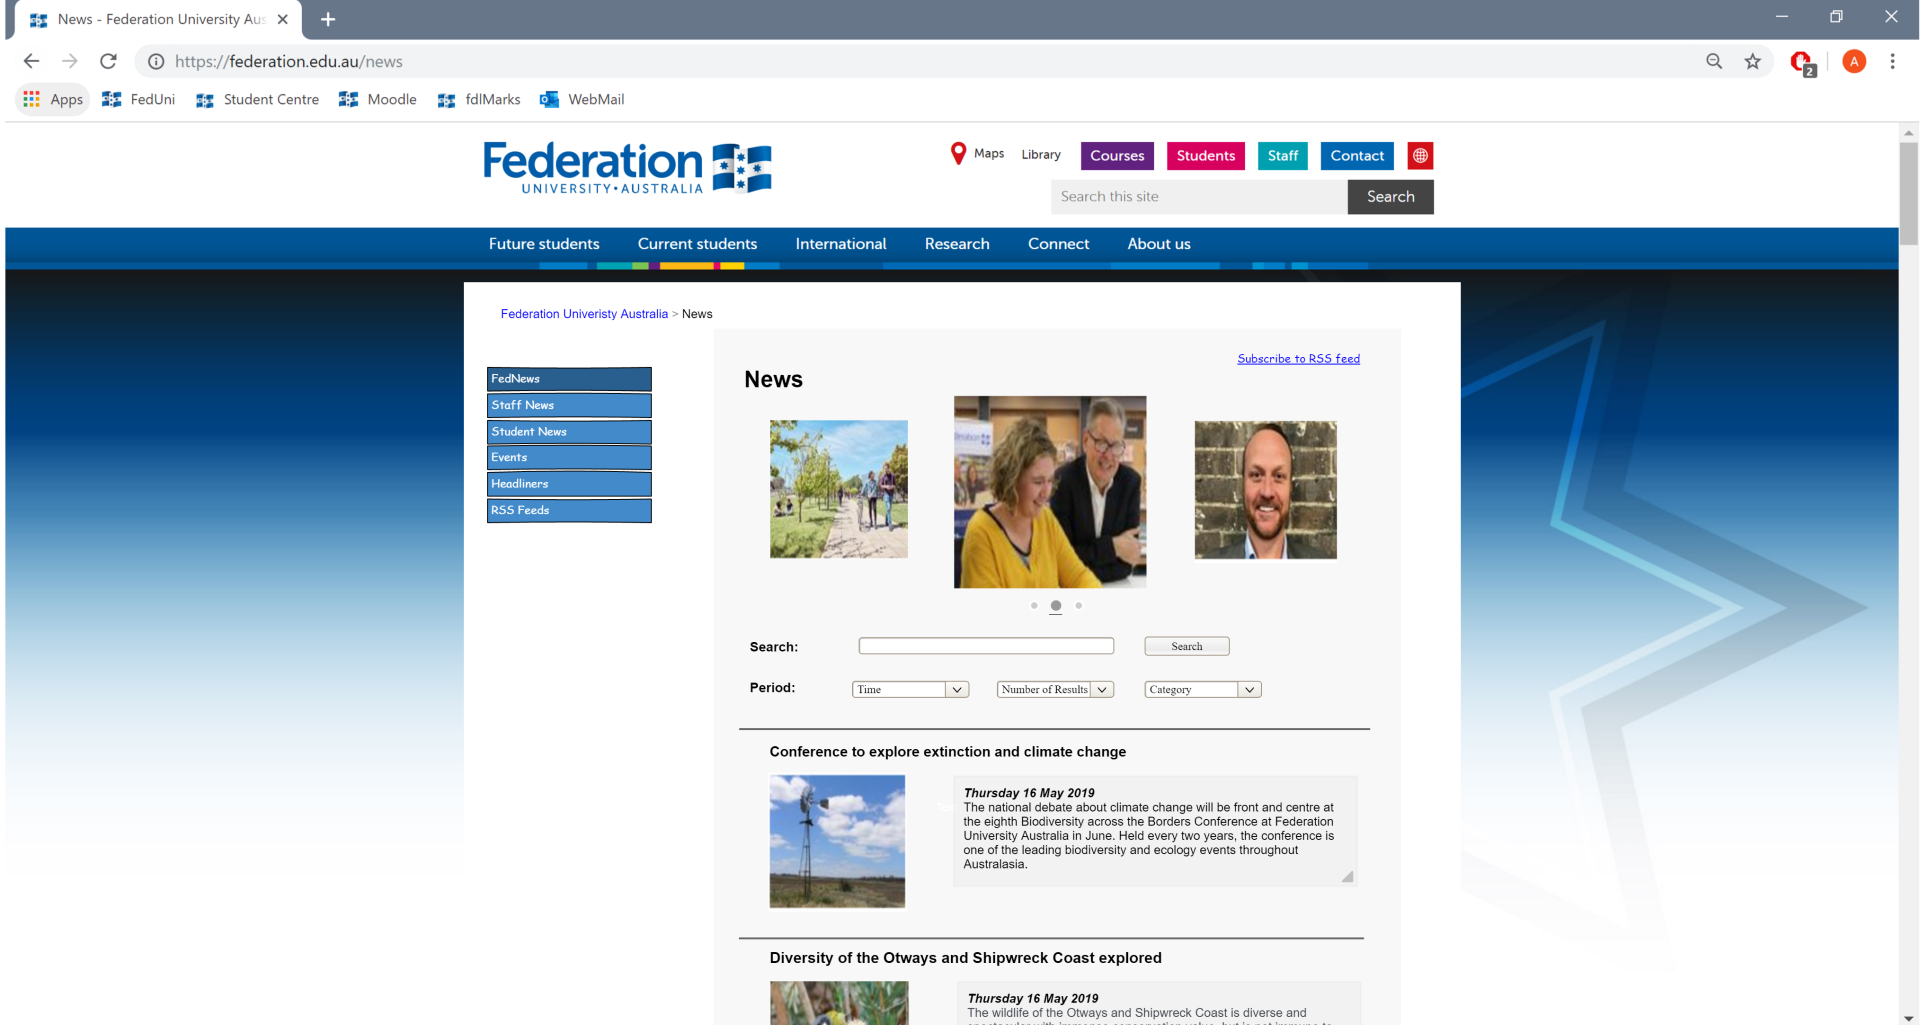 News - Federation University Aus
https://federation.edu.au/news
2
A
Apps FedUni Student Centre Moodle fdlMarks WebMail
Federation
UNIVERSITY•AUSTRALIA
Maps Library Courses Students Staff Contact
Search this site Search
Future students Current students International Research Connect About us
Federation Univeristy Australia > News
Subscribe to RSS feed
News
FedNews
Staff News
Student News
Events
Headliners
RSS Feeds
Search: Search
Period: Time Number of Results Category
Conference to explore extinction and climate change
Thursday 16 May 2019
The national debate about climate change will be front and centre at
the eighth Biodiversity across the Borders Conference at Federation
University Australia in June. Held every two years, the conference is
one of the leading biodiversity and ecology events throughout
Australasia.
Diversity of the Otways and Shipwreck Coast explored
Thursday 16 May 2019
The wildlife of the Otways and Shipwreck Coast is diverse and